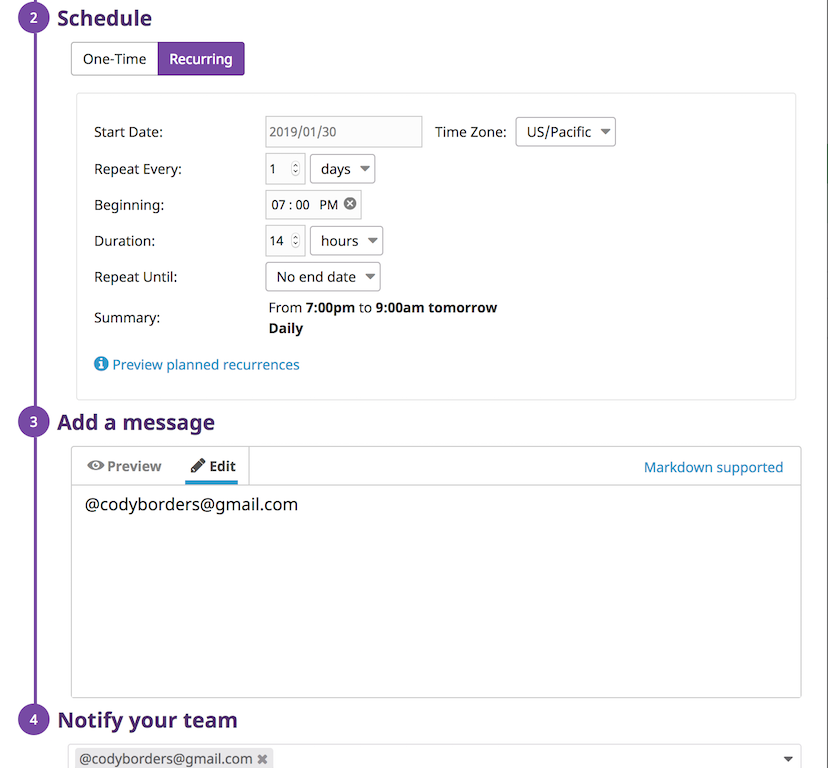 2 Schedule
One-Time Recurring
Start Date: 2019/01/30 Time Zone: US/Pacific
Repeat Every: 1 days
Beginning: 07 : 00 PM
Duration: 14 hours
Repeat Until: No end date
Summary: From 7:00pm to 9:00am tomorrow
Daily
Preview planned recurrences
3 Add a message
Preview Edit Markdown supported
@codyborders@gmail.com
4 Notify your team
@codyborders@gmail.com